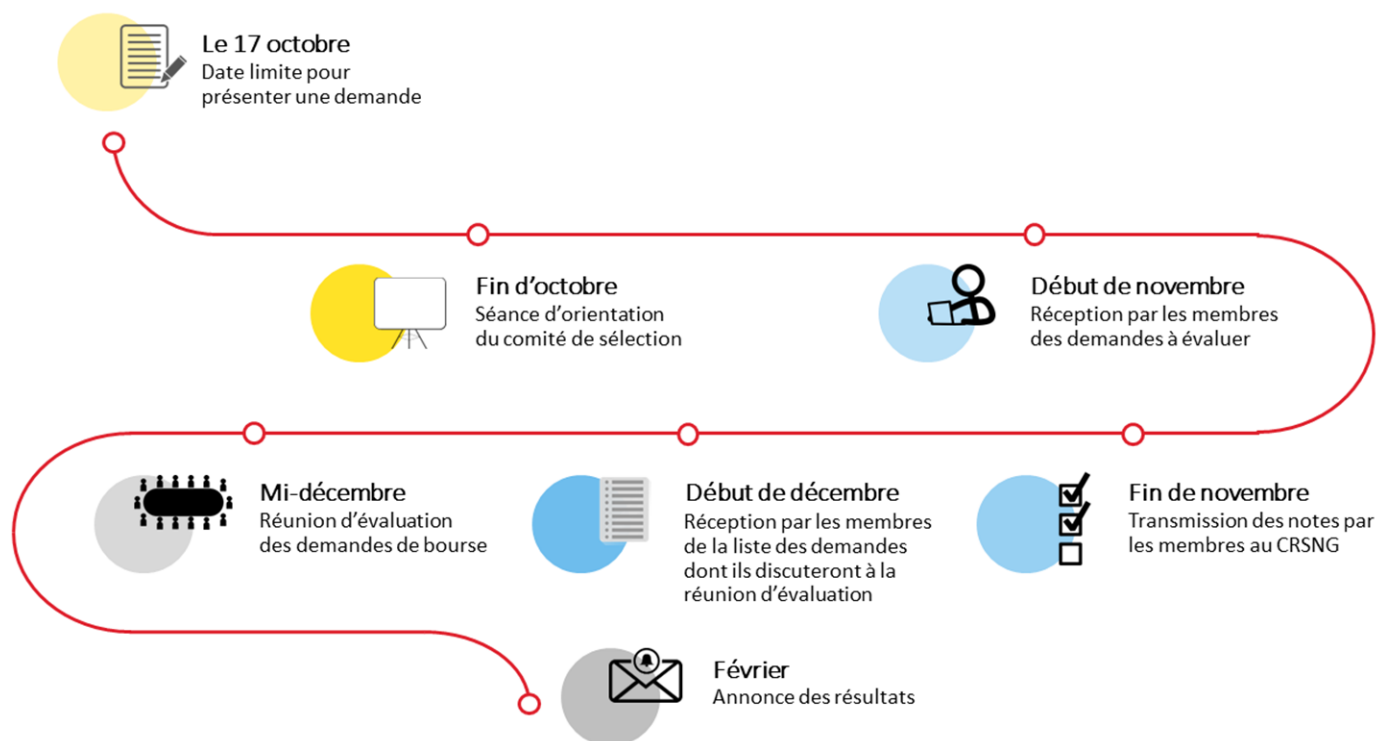 Le 17 octobre
Date limite pour
présenter une demande
Fin d'octobre
Séance d'orientation
du comité de sélection
Début de novembre
Réception par les membres
des demandes à évaluer
Fin de novembre
Transmission des notes par
les membres au CRSNG
Début de décembre
Réception par les membres
de la liste des demandes
dont ils discuteront à la
réunion d'évaluation
Mi-décembre
Réunion d'évaluation
des demandes de bourse
Février
Annonce des résultats